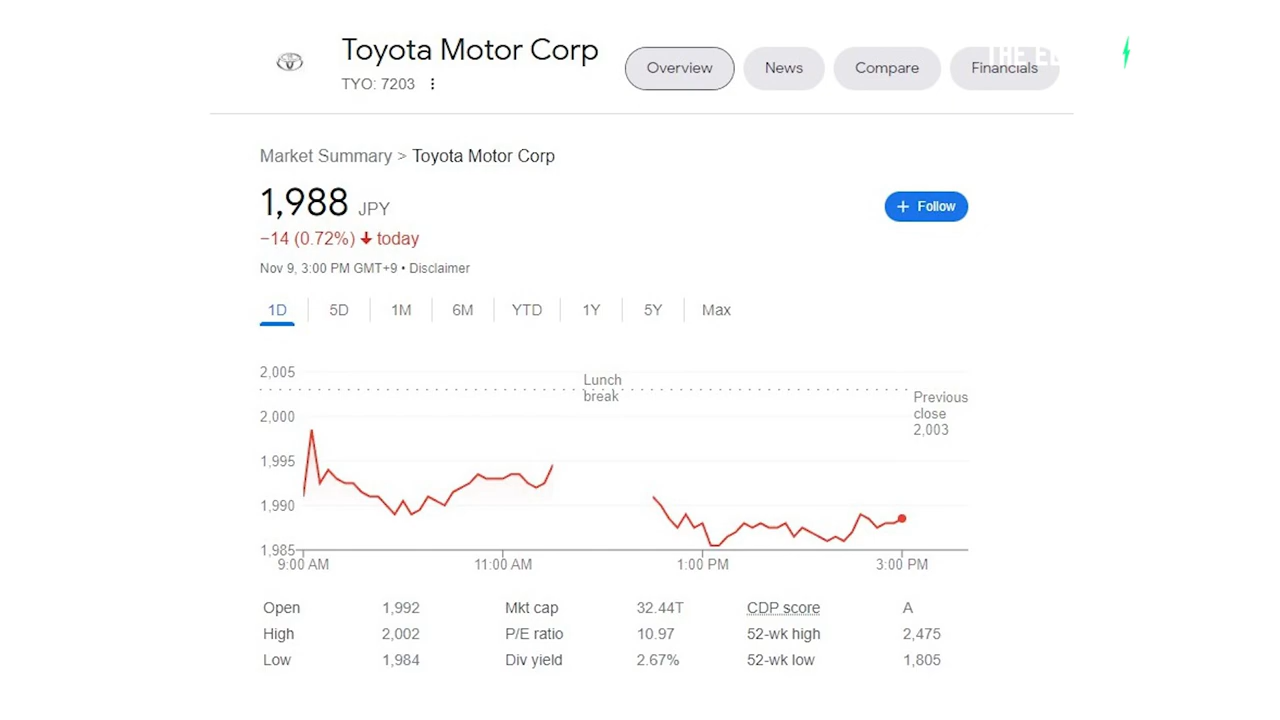 Toyota Motor Corp
TYO: 7203
Overview
News
Compare
Financials
THE
Market Summary > Toyota Motor Corp
1,988 JPY
+ Follow
−14 (0.72%) today
Nov 9, 3:00 PM GMT+9 • Disclaimer
1D 5D 1M 6M YTD 1Y 5Y Max
2,005
Lunch
break
Previous
close
2,003
2,000
1,995
1,990
1,985
9:00 AM 11:00 AM 1:00 PM 3:00 PM
Open 1,992 Mkt cap 32.44T CDP score A
High 2,002 P/E ratio 10.97 52-wk high 2,475
Low 1,984 Div yield 2.67% 52-wk low 1,805